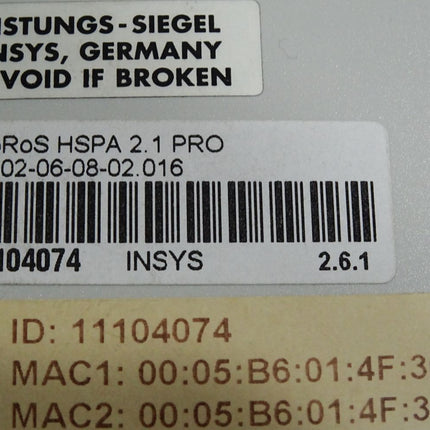 ISTUNGS-SIEGEL
NSYS, GERMANY
VOID IF BROKEN
RoS HSPA 2.1 PRO
02-06-08-02.016
104074 INSYS 2.6.1
ID: 11104074
MAC1: 00:05:B6:01:4F:3
MAC2: 00:05:B6:01:4F:3